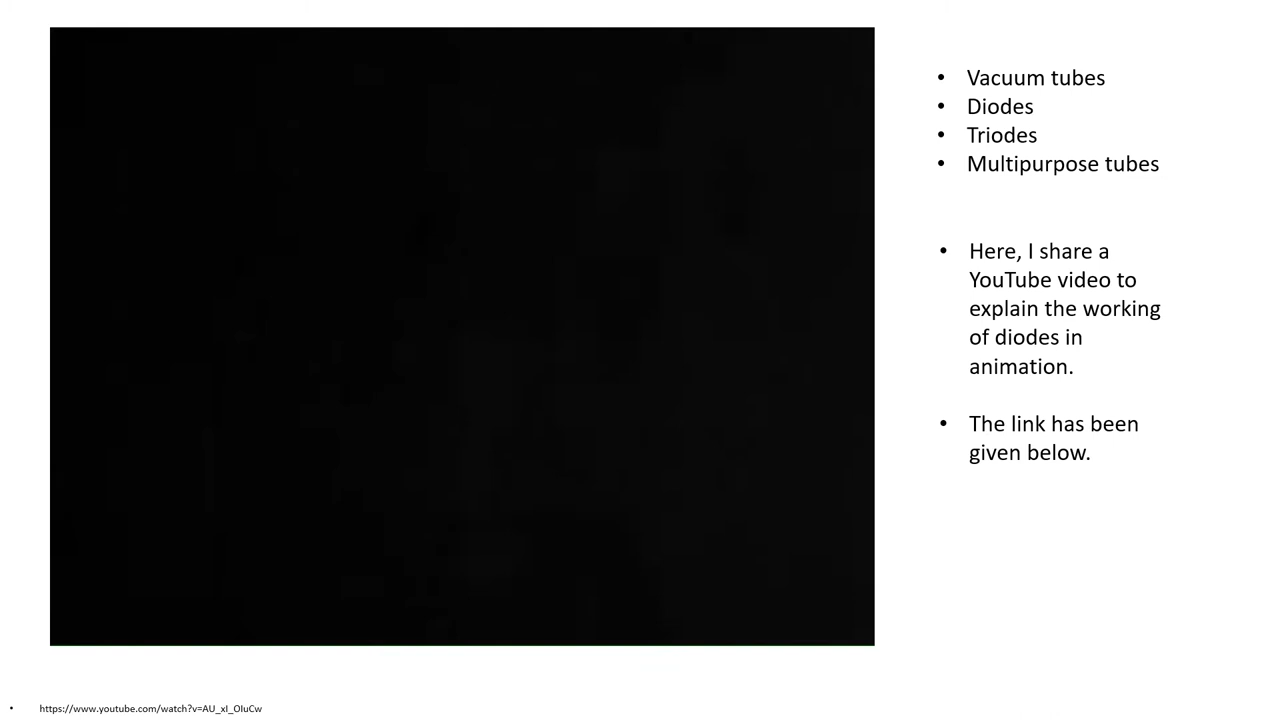 • Vacuum tubes
• Diodes
• Triodes
• Multipurpose tubes
• Here, I share a
YouTube video to
explain the working
of diodes in
animation.
• The link has been
given below.
• https://www.youtube.com/watch?v=AU_xI_OIuCw